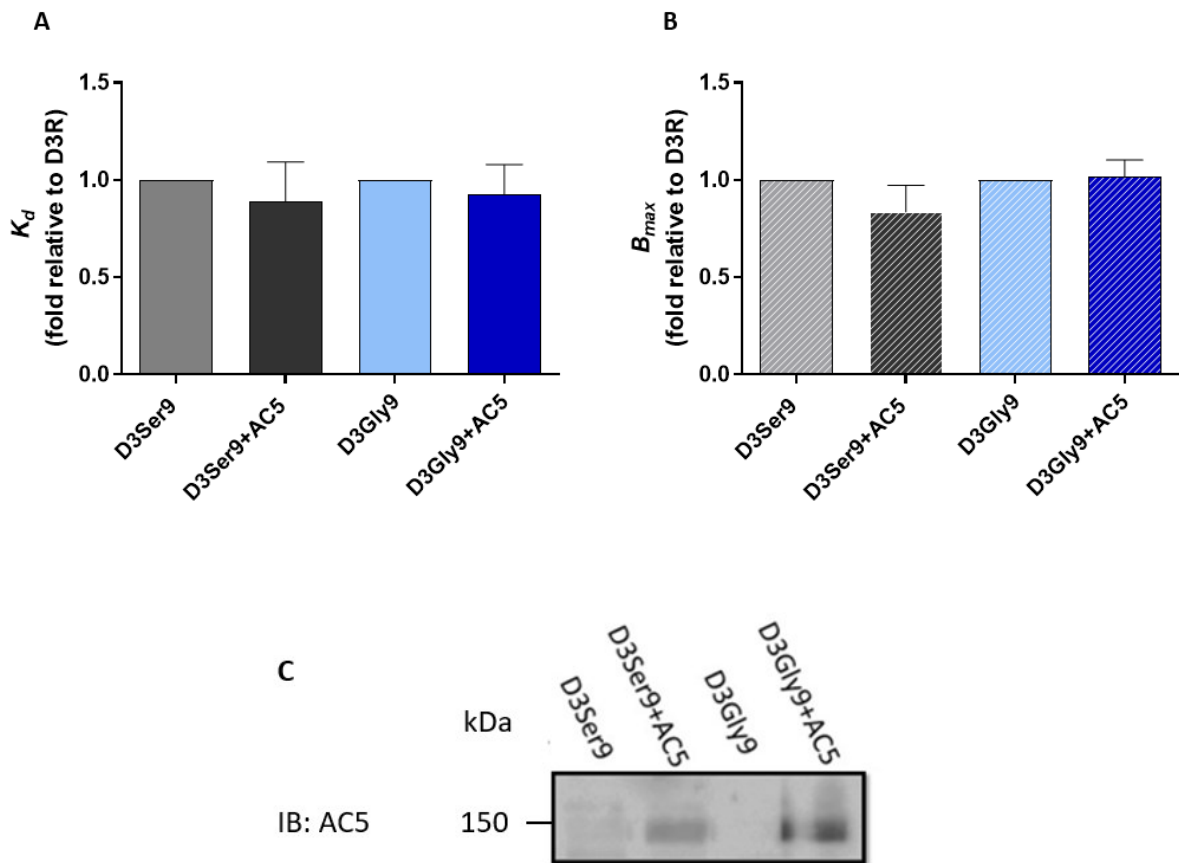 A
K_d
(fold relative to D3R)
1.5
1.0
0.5
0.0
D3Ser9
D3Ser9+AC5
D3Gly9
D3Gly9+AC5
B
B_max
(fold relative to D3R)
1.5
1.0
0.5
0.0
D3Ser9
D3Ser9+AC5
D3Gly9
D3Gly9+AC5
C
kDa
D3Ser9
D3Ser9+AC5
D3Gly9
D3Gly9+AC5
IB: AC5
150